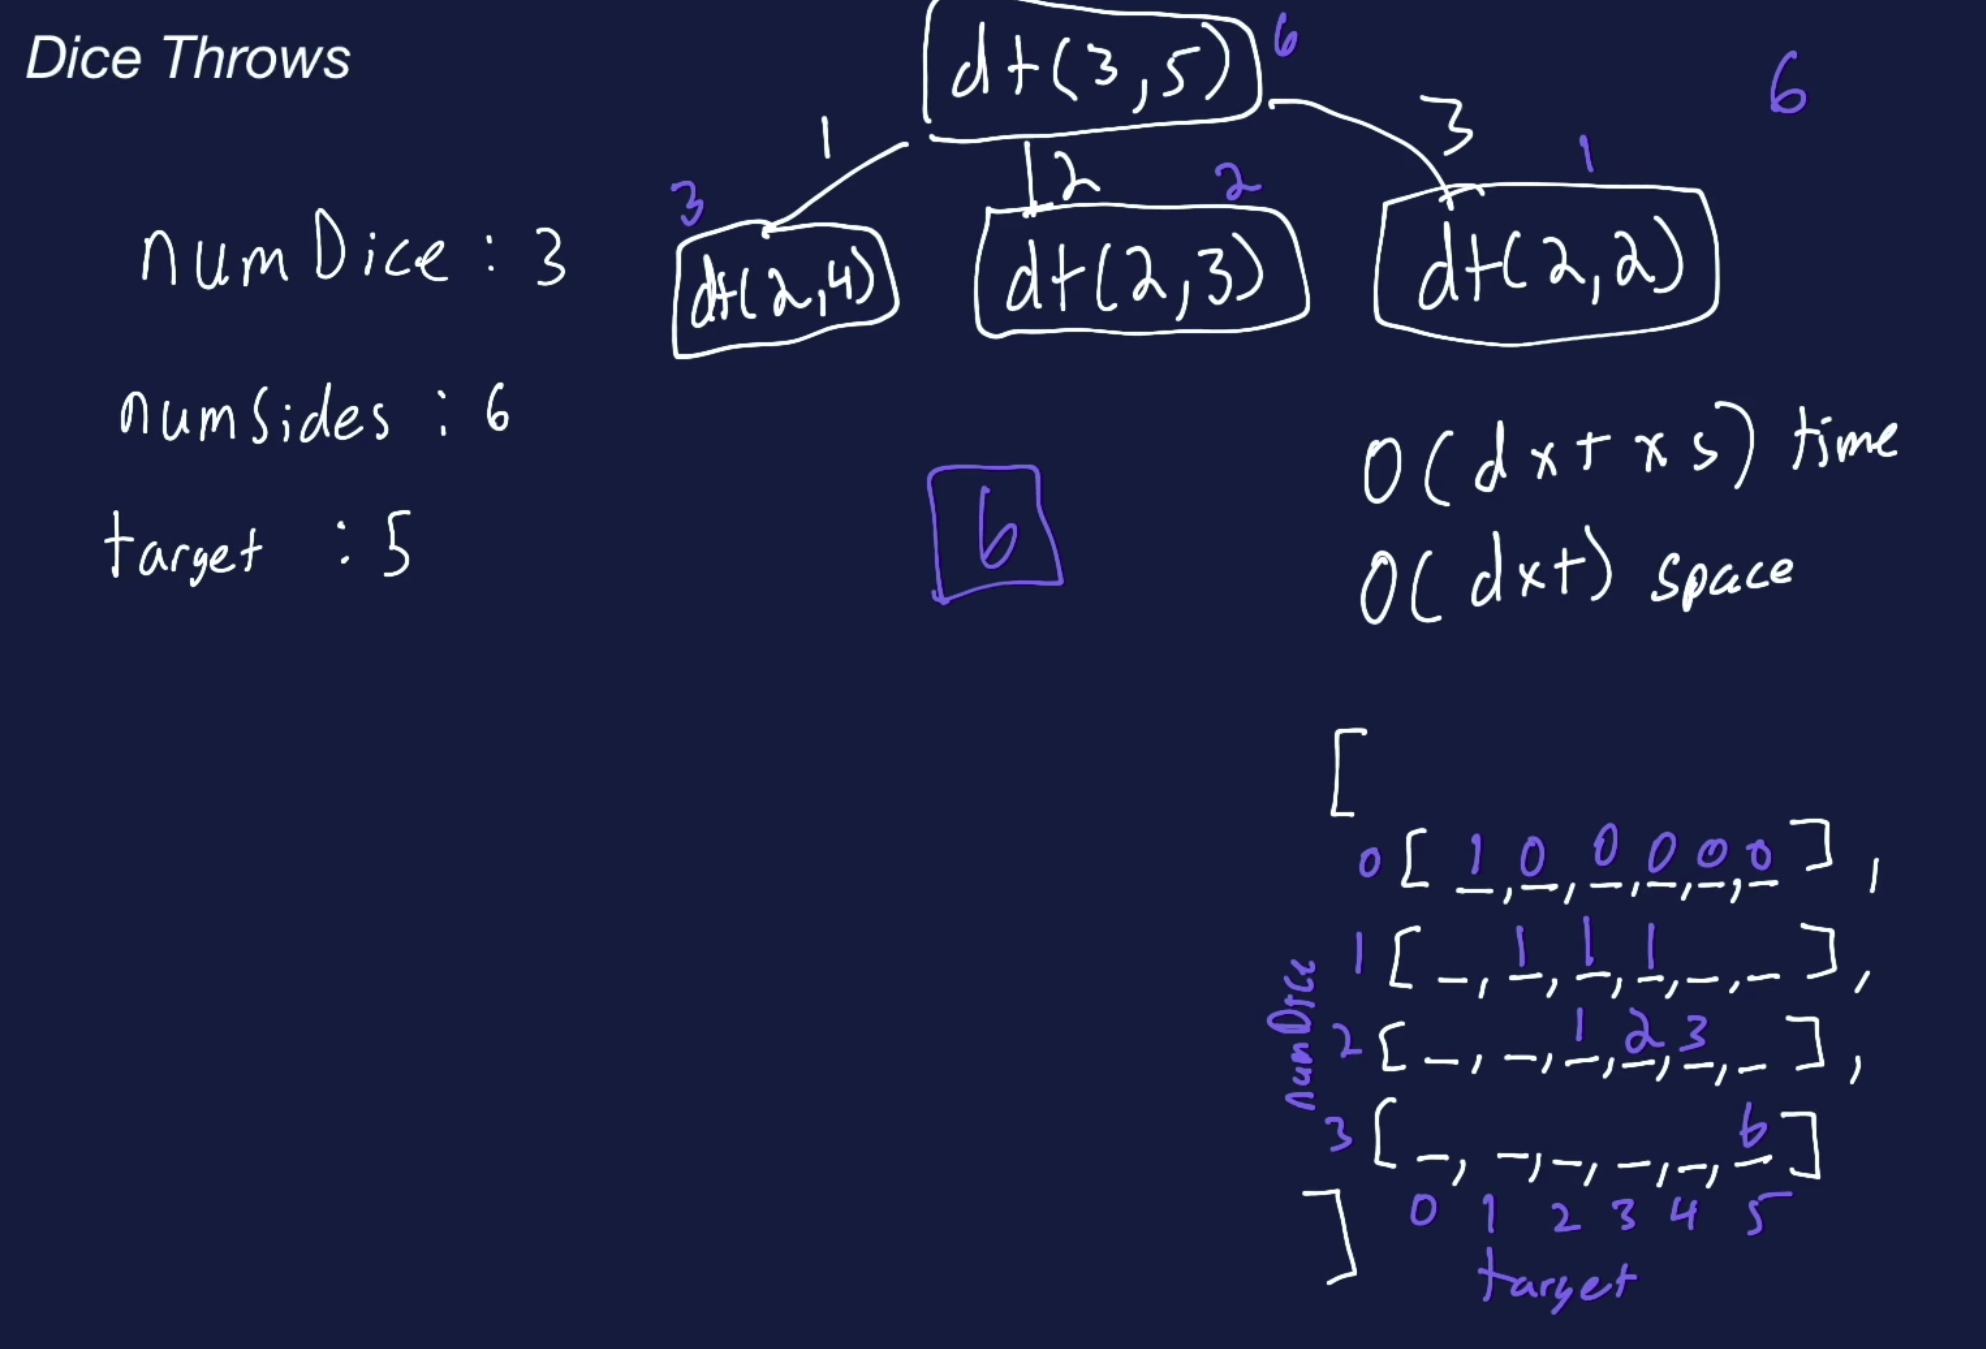 Dice Throws
dt(3,5) 6
6
1
2
3
3
dt(2,4)
2
dt(2,3)
1
dt(2,2)
numDice : 3
numSides : 6
target : 5
6
O(d x t x s) time
O(d x t) space
[
0 [ 1, 0, 0, 0, 0, 0 ],
1 [ _, 1, 1, 1, _, _ ],
2 [ _, _, 1, 2, 3, _ ],
3 [ _, _, _, _, _, 6 ]
]
numDice
0 1 2 3 4 5
target